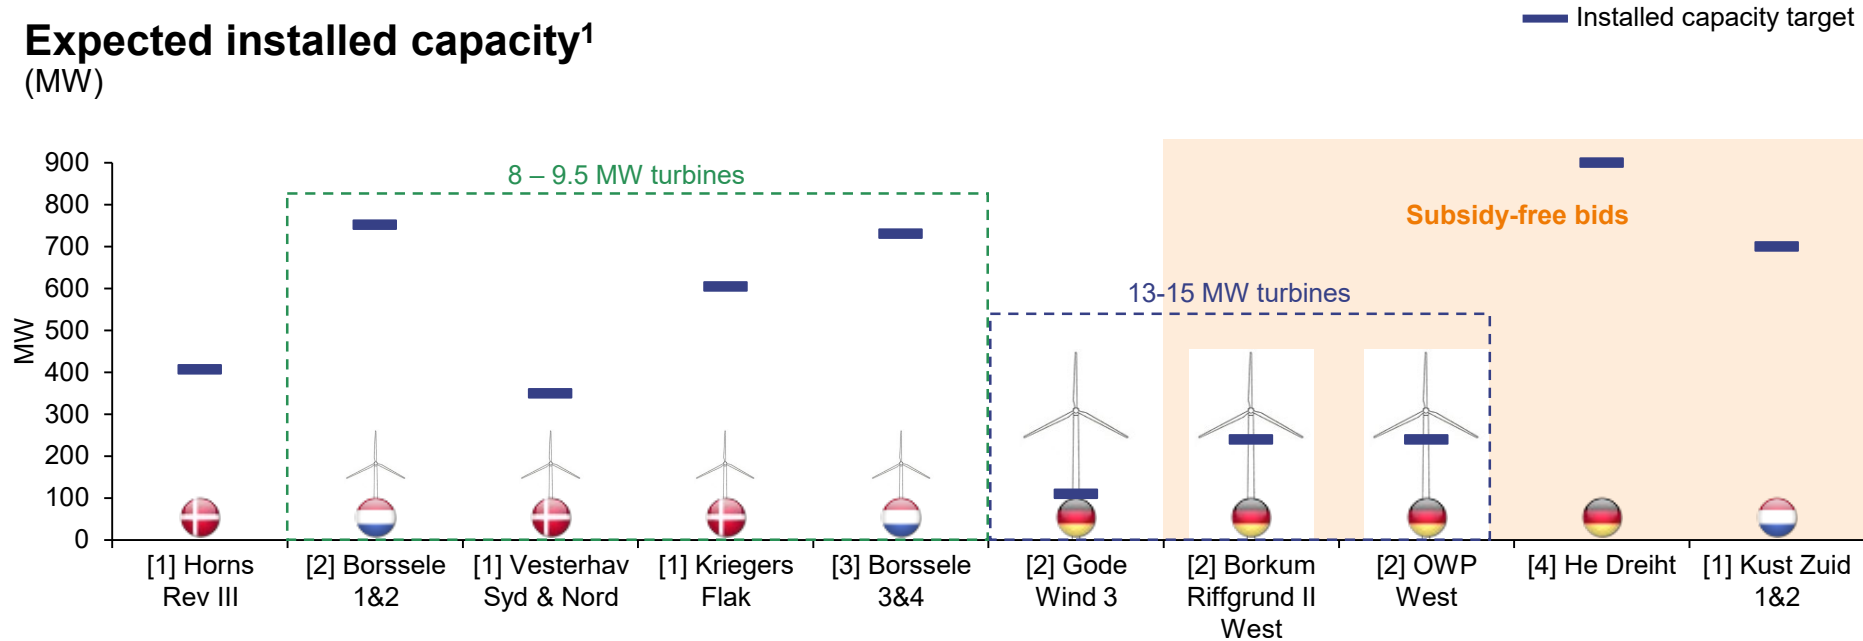 Expected installed capacity1
(MW)
Installed capacity target
900
800
700
600
500
400
300
200
100
0
MW
8 – 9.5 MW turbines
13-15 MW turbines
Subsidy-free bids
[1] Horns
Rev III
[2] Borssele
1&2
[1] Vesterhav
Syd & Nord
[1] Kriegers
Flak
[3] Borssele
3&4
[2] Gode
Wind 3
[2] Borkum
Riffgrund II
West
[2] OWP
West
[4] He Dreiht
[1] Kust Zuid
1&2